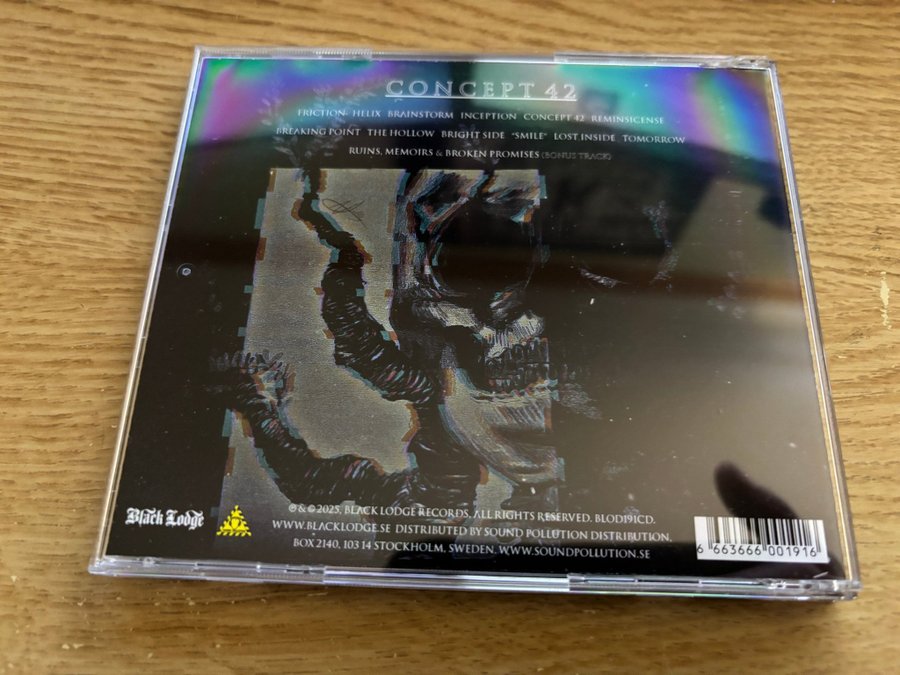 CONCEPT 42
FRICTION HELIX BRAINSTORM INCEPTION CONCEPT 42 REMINSICENSE
BREAKING POINT THE HOLLOW BRIGHT SIDE "SMILE" LOST INSIDE TOMORROW
RUINS, MEMOIRS & BROKEN PROMISES (BONUS TRACK)
Black Lodge
℗ & © 2025, BLACK LODGE RECORDS. ALL RIGHTS RESERVED. BLOD191CD.
WWW.BLACKLODGE.SE DISTRIBUTED BY SOUND POLLUTION DISTRIBUTION.
BOX 2140, 103 14 STOCKHOLM, SWEDEN. WWW.SOUNDPOLLUTION.SE
6 663666 001916